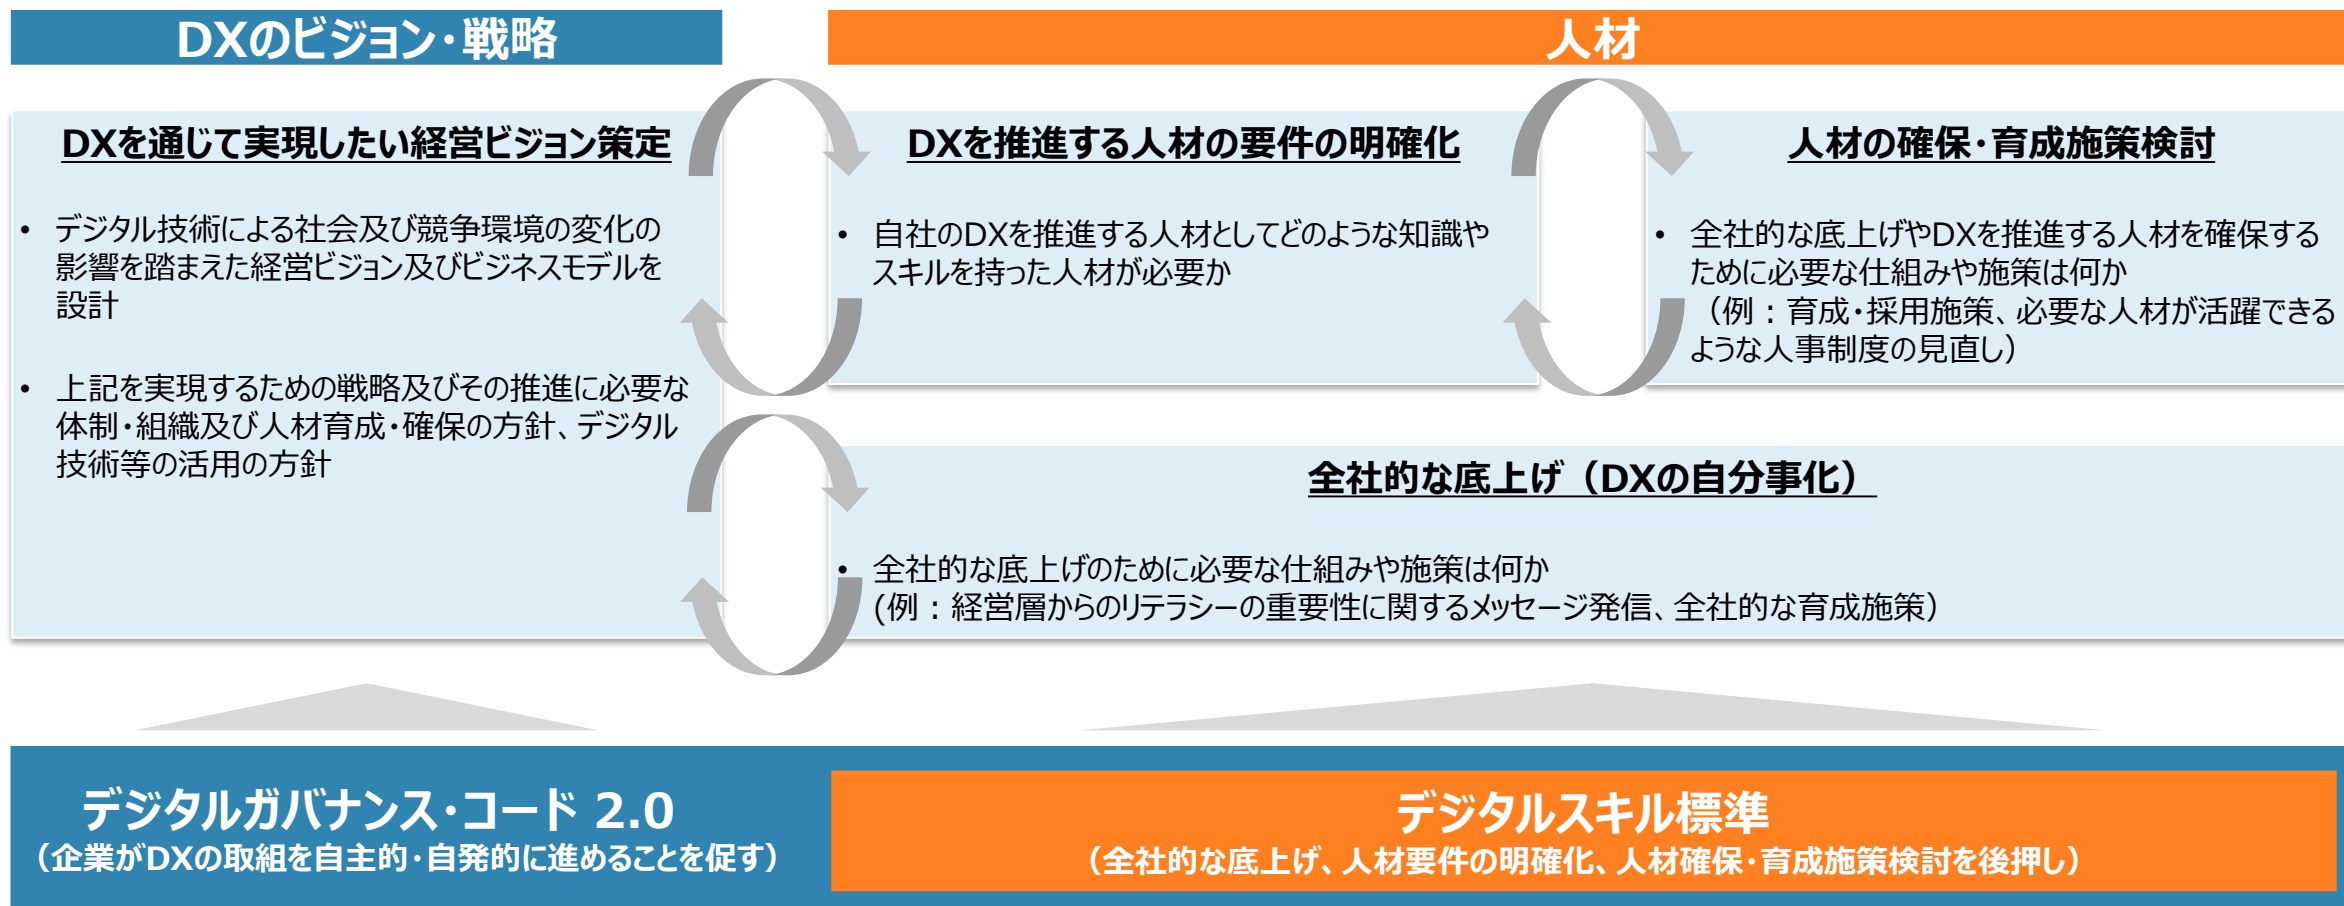 DXのビジョン・戦略
人材
DXを通じて実現したい経営ビジョン策定
• デジタル技術による社会及び競争環境の変化の
影響を踏まえた経営ビジョン及びビジネスモデルを
設計
• 上記を実現するための戦略及びその推進に必要な
体制・組織及び人材育成・確保の方針、デジタル
技術等の活用の方針
DXを推進する人材の要件の明確化
• 自社のDXを推進する人材としてどのような知識や
スキルを持った人材が必要か
人材の確保・育成施策検討
• 全社的な底上げやDXを推進する人材を確保する
ために必要な仕組みや施策は何か
（例：育成・採用施策、必要な人材が活躍できる
ような人事制度の見直し）
全社的な底上げ（DXの自分事化）
• 全社的な底上げのために必要な仕組みや施策は何か
(例：経営層からのリテラシーの重要性に関するメッセージ発信、全社的な育成施策）
デジタルガバナンス・コード 2.0
（企業がDXの取組を自主的・自発的に進めることを促す）
デジタルスキル標準
（全社的な底上げ、人材要件の明確化、人材確保・育成施策検討を後押し）